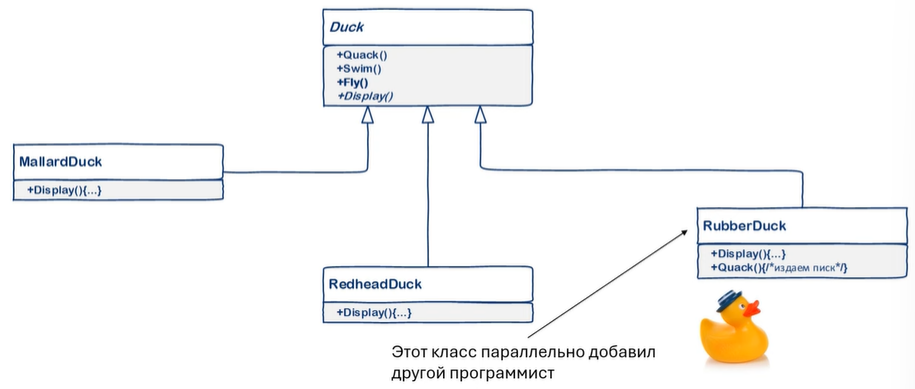 Duck
+Quack()
+Swim()
+Fly()
+Display()
MallardDuck
+Display(){...}
RubberDuck
+Display(){...}
+Quack(){/*издаем писк*/}
RedheadDuck
+Display(){...}
Этот класс параллельно добавил
другой программист